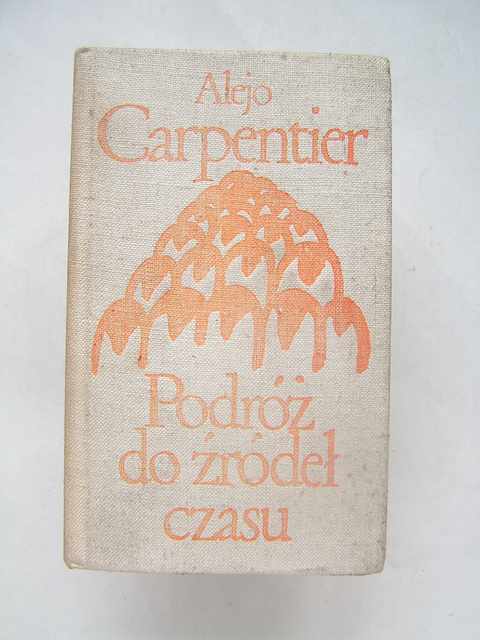 Alejo
Carpentier
Podróż
do źródeł
czasu